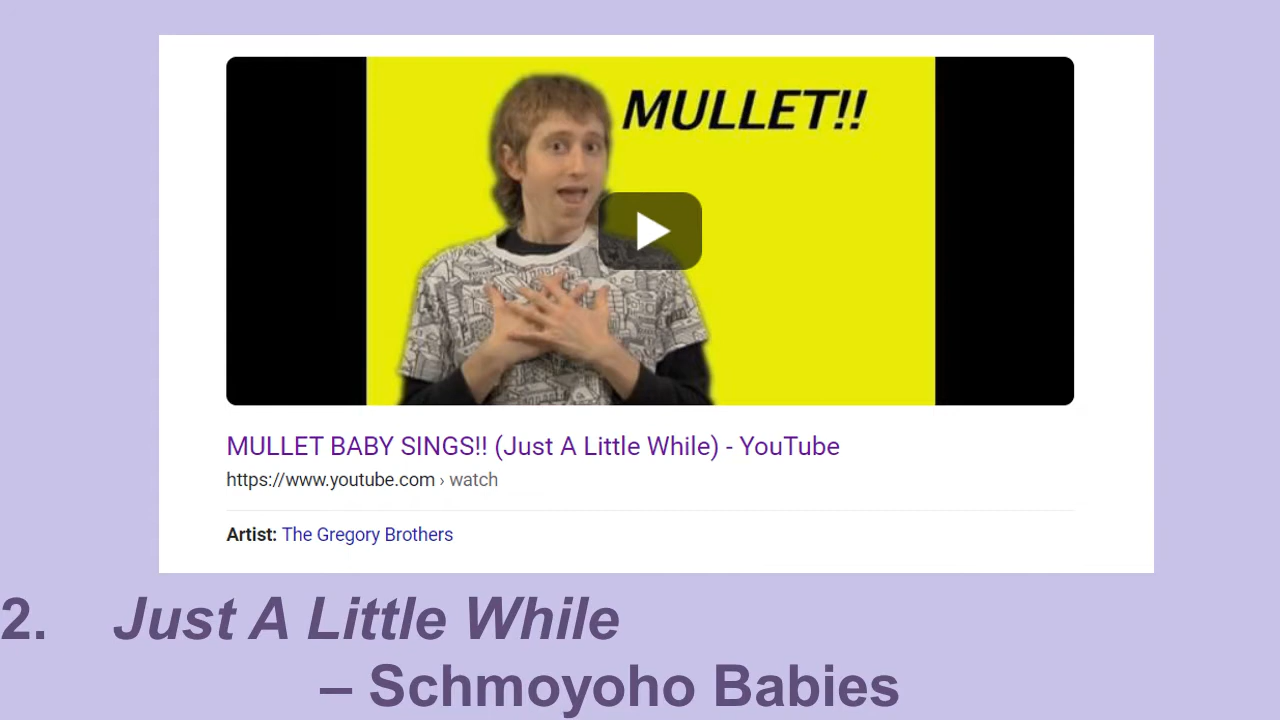 MULLET!!
MULLET BABY SINGS!! (Just A Little While) - YouTube
https://www.youtube.com › watch
Artist: The Gregory Brothers
2. Just A Little While
– Schmoyoho Babies